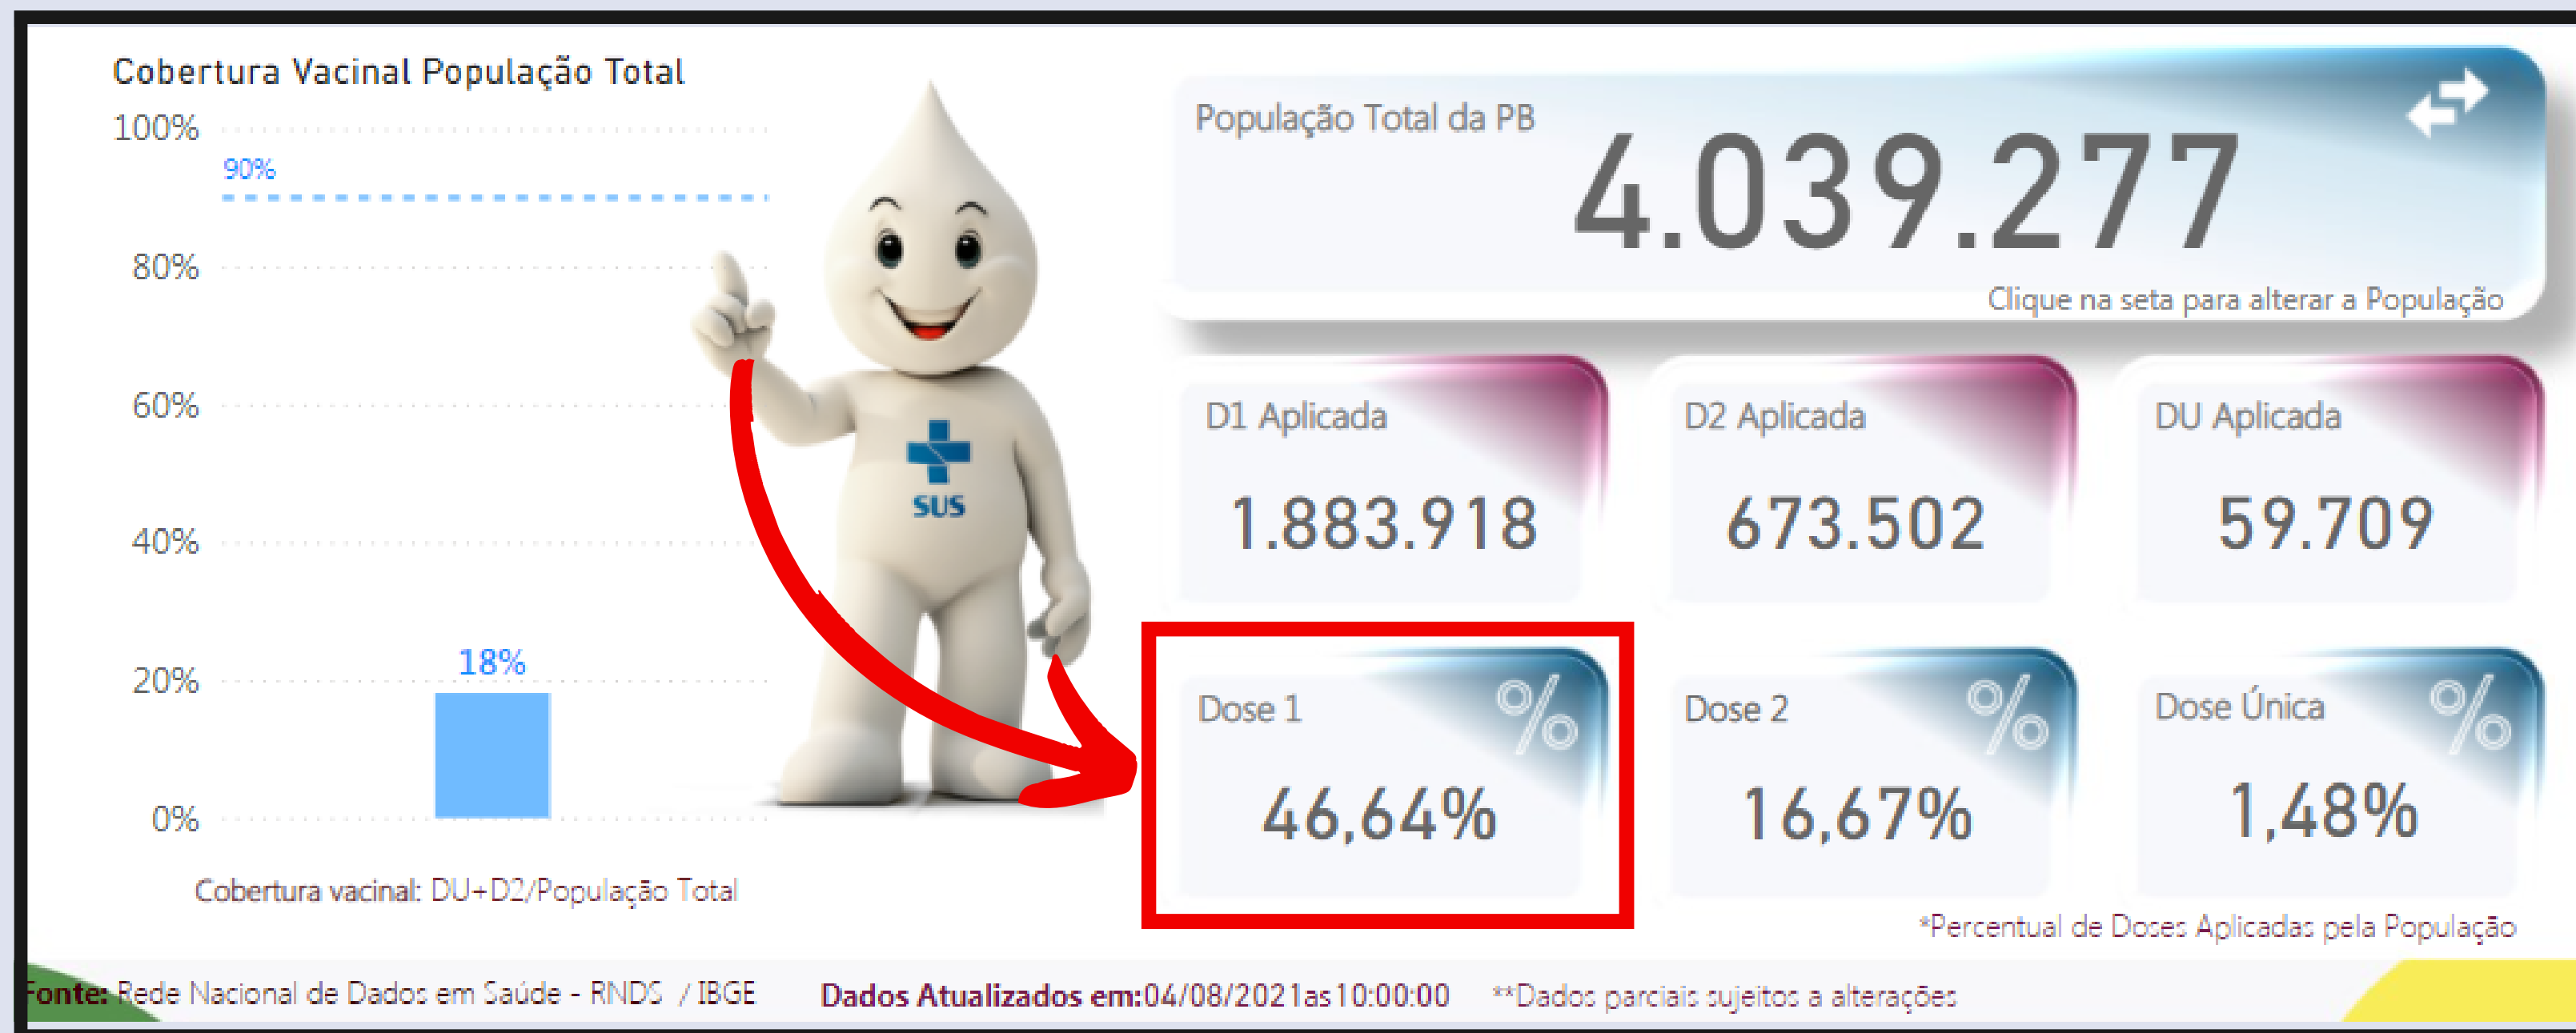 Cobertura Vacinal População Total
100%
90%
80%
60%
40%
20%
0%
18%
Cobertura vacinal: DU+D2/População Total
SUS
População Total da PB
4.039.277
Clique na seta para alterar a População
D1 Aplicada
1.883.918
D2 Aplicada
673.502
DU Aplicada
59.709
Dose 1 %
46,64%
Dose 2 %
16,67%
Dose Única %
1,48%
*Percentual de Doses Aplicadas pela População
Fonte: Rede Nacional de Dados em Saúde - RNDS / IBGE
Dados Atualizados em:04/08/2021as10:00:00
**Dados parciais sujeitos a alterações